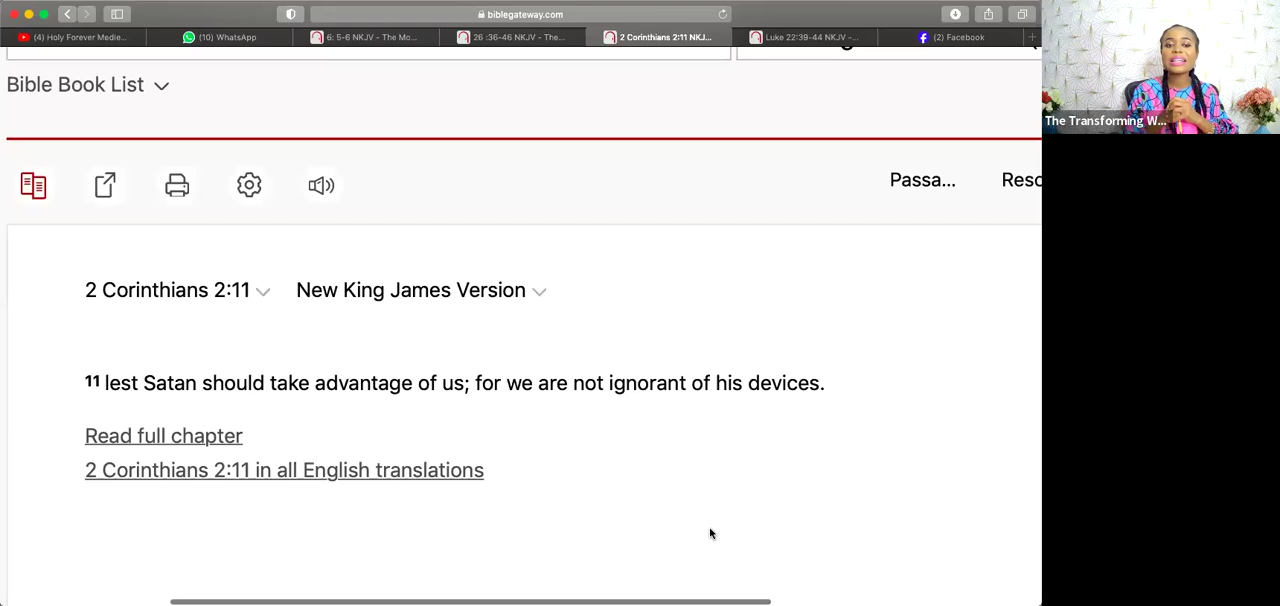 biblegateway.com
(4) Holy Forever Medie...
(10) WhatsApp
6: 5-6 NKJV - The Mo...
26 :36-46 NKJV - The...
2 Corinthians 2:11 NKJ...
Luke 22:39-44 NKJV -...
(2) Facebook
Bible Book List
The Transforming W...
Passa...
Reso
2 Corinthians 2:11
New King James Version
11 lest Satan should take advantage of us; for we are not ignorant of his devices.
Read full chapter
2 Corinthians 2:11 in all English translations